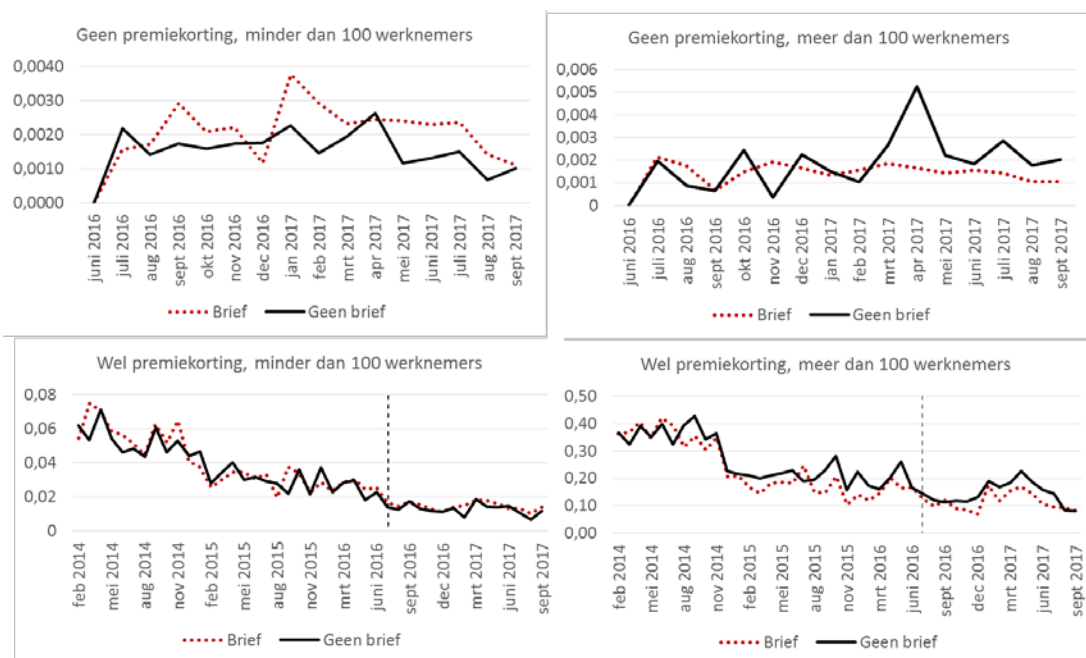 Geen premiekorting, minder dan 100 werknemers
0,0040
0,0030
0,0020
0,0010
0,0000
juni 2016
juli 2016
aug 2016
sept 2016
okt 2016
nov 2016
dec 2016
jan 2017
feb 2017
mrt 2017
apr 2017
mei 2017
juni 2017
juli 2017
aug 2017
sept 2017
Brief Geen brief
Geen premiekorting, meer dan 100 werknemers
0,006
0,005
0,004
0,003
0,002
0,001
0
juni 2016
juli 2016
aug 2016
sept 2016
okt 2016
nov 2016
dec 2016
jan 2017
feb 2017
mrt 2017
apr 2017
mei 2017
juni 2017
juli 2017
aug 2017
sept 2017
Brief Geen brief
Wel premiekorting, minder dan 100 werknemers
0,08
0,06
0,04
0,02
0
feb 2014
mei 2014
aug 2014
nov 2014
feb 2015
mei 2015
aug 2015
nov 2015
feb 2016
mrt 2016
juni 2016
sept 2016
dec 2016
mrt 2017
juni 2017
sept 2017
Brief Geen brief
Wel premiekorting, meer dan 100 werknemers
0,50
0,40
0,30
0,20
0,10
0,00
feb 2014
mei 2014
aug 2014
nov 2014
feb 2015
mei 2015
aug 2015
nov 2015
feb 2016
mrt 2016
juni 2016
sept 2016
dec 2016
mrt 2017
juni 2017
sept 2017
Brief Geen brief